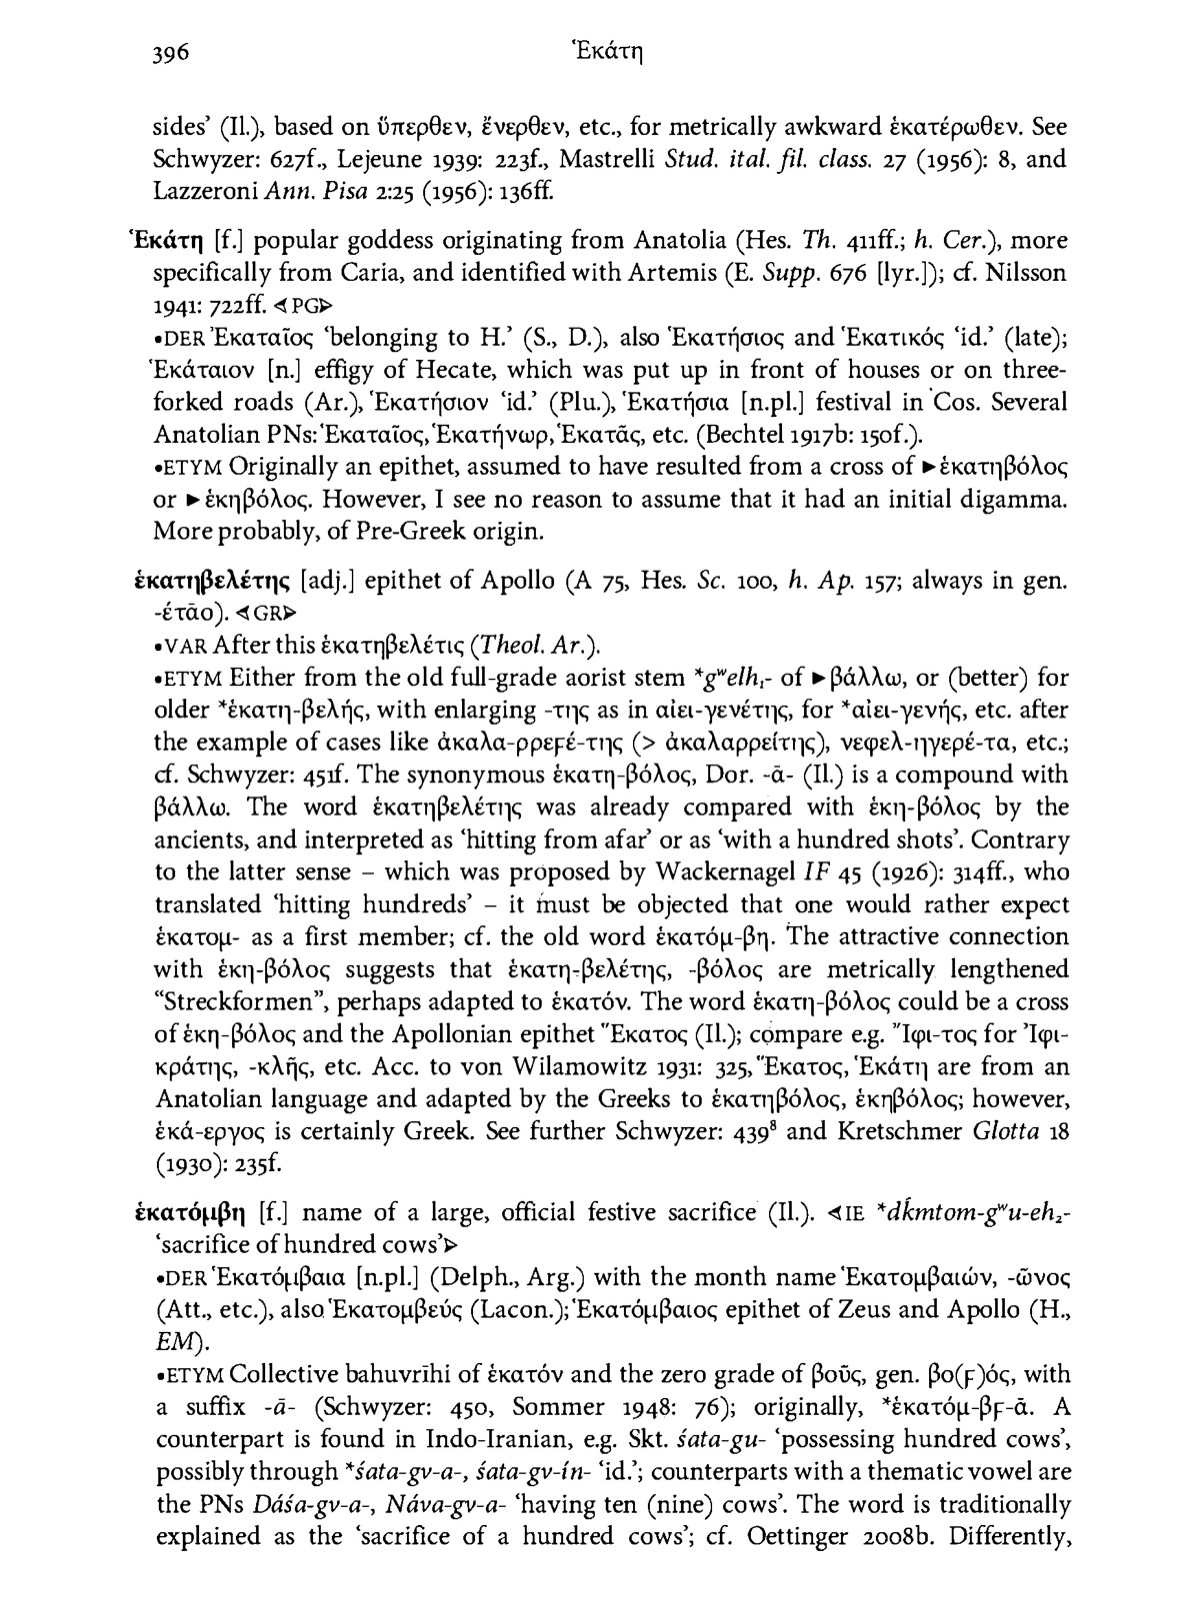 396
Ἑκάτη
sides’ (Il.), based on ὕπερθεν, ἔνερθεν, etc., for metrically awkward ἑκατέρωθεν. See
Schwyzer: 627f., Lejeune 1939: 223f., Mastrelli Stud. ital. fil. class. 27 (1956): 8, and
Lazzeroni Ann. Pisa 2:25 (1956): 136ff.
Ἑκάτη [f.] popular goddess originating from Anatolia (Hes. Th. 411ff.; h. Cer.), more
specifically from Caria, and identified with Artemis (E. Supp. 676 [lyr.]); cf. Nilsson
1941: 722ff. ◁PG▷
•DER Ἑκαταῖος ‘belonging to H.’ (S., D.), also Ἑκατήσιος and Ἑκατικός ‘id.’ (late);
Ἑκάταιον [n.] effigy of Hecate, which was put up in front of houses or on three-
forked roads (Ar.), Ἑκατήσιον ‘id.’ (Plu.), Ἑκατήσια [n.pl.] festival in Cos. Several
Anatolian PNs: Ἑκαταῖος, Ἑκατήνωρ, Ἑκατᾶς, etc. (Bechtel 1917b: 150f.).
•ETYM Originally an epithet, assumed to have resulted from a cross of ►ἑκατηβόλος
or ►ἑκηβόλος. However, I see no reason to assume that it had an initial digamma.
More probably, of Pre-Greek origin.
ἑκατηβελέτης [adj.] epithet of Apollo (A 75, Hes. Sc. 100, h. Ap. 157; always in gen.
-έτᾱο). ◁GR▷
•VAR After this ἑκατηβελέτις (Theol. Ar.).
•ETYM Either from the old full-grade aorist stem *gʷelh₁- of ►βάλλω, or (better) for
older *ἑκατη-βελής, with enlarging -της as in αἰει-γενέτης, for *αἰει-γενής, etc. after
the example of cases like ἀκαλα-ρρεϝέ-της (> ἀκαλαρρείτης), νεφελ-ηγερέ-τα, etc.;
cf. Schwyzer: 451f. The synonymous ἑκατη-βόλος, Dor. -ᾱ- (Il.) is a compound with
βάλλω. The word ἑκατηβελέτης was already compared with ἑκη-βόλος by the
ancients, and interpreted as ‘hitting from afar’ or as ‘with a hundred shots’. Contrary
to the latter sense – which was proposed by Wackernagel IF 45 (1926): 314ff., who
translated ‘hitting hundreds’ – it must be objected that one would rather expect
ἑκατομ- as a first member; cf. the old word ἑκατόμ-βη. The attractive connection
with ἑκη-βόλος suggests that ἑκατη-βελέτης, -βόλος are metrically lengthened
“Streckformen”, perhaps adapted to ἑκατόν. The word ἑκατη-βόλος could be a cross
of ἑκη-βόλος and the Apollonian epithet Ἕκατος (Il.); compare e.g. Ἴφι-τος for Ἰφι-
κράτης, -κλῆς, etc. Acc. to von Wilamowitz 1931: 325, Ἕκατος, Ἑκάτη are from an
Anatolian language and adapted by the Greeks to ἑκατηβόλος, ἑκηβόλος; however,
ἑκά-εργος is certainly Greek. See further Schwyzer: 439⁸ and Kretschmer Glotta 18
(1930): 235f.
ἑκατόμβη [f.] name of a large, official festive sacrifice (Il.). ◁IE *dḱmtom-gʷu-eh₂-
‘sacrifice of hundred cows’▷
•DER Ἑκατόμβαια [n.pl.] (Delph., Arg.) with the month name Ἑκατομβαιών, -ῶνος
(Att., etc.), also Ἑκατομβεύς (Lacon.); Ἑκατόμβαιος epithet of Zeus and Apollo (H.,
EM).
•ETYM Collective bahuvrīhi of ἑκατόν and the zero grade of βοῦς, gen. βο(ϝ)ός, with
a suffix -ā- (Schwyzer: 450, Sommer 1948: 76); originally, *ἑκατόμ-βϝ-ᾱ. A
counterpart is found in Indo-Iranian, e.g. Skt. śata-gu- ‘possessing hundred cows’,
possibly through *śata-gv-a-, śata-gv-ín- ‘id.’; counterparts with a thematic vowel are
the PNs Dáśa-gv-a-, Náva-gv-a- ‘having ten (nine) cows’. The word is traditionally
explained as the ‘sacrifice of a hundred cows’; cf. Oettinger 2008b. Differently,